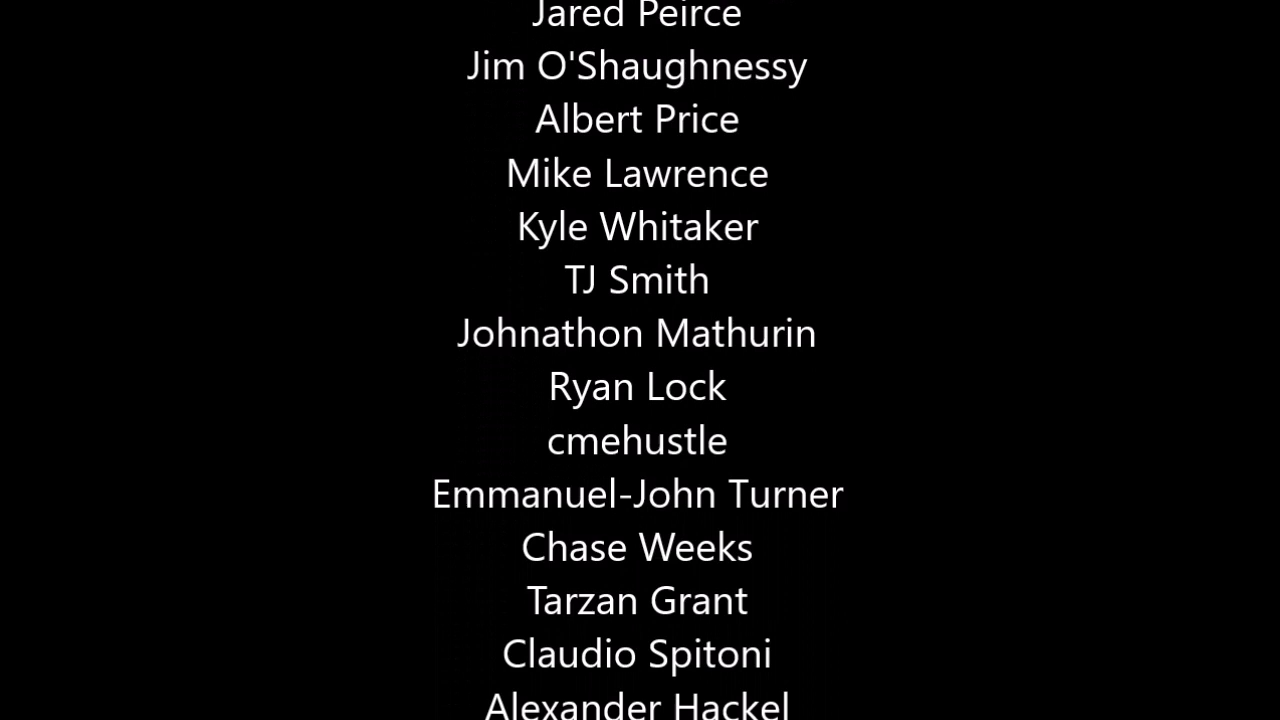 Jared Peirce
Jim O'Shaughnessy
Albert Price
Mike Lawrence
Kyle Whitaker
TJ Smith
Johnathon Mathurin
Ryan Lock
cmehustle
Emmanuel-John Turner
Chase Weeks
Tarzan Grant
Claudio Spitoni
Alexander Hackel